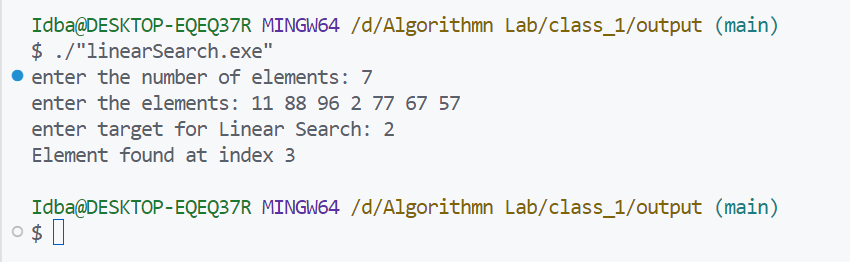 Idba@DESKTOP-EQEQ37R MINGW64 /d/Algorithmn Lab/class_1/output (main)
$ ./"linearSearch.exe"
enter the number of elements: 7
enter the elements: 11 88 96 2 77 67 57
enter target for Linear Search: 2
Element found at index 3
Idba@DESKTOP-EQEQ37R MINGW64 /d/Algorithmn Lab/class_1/output (main)
$